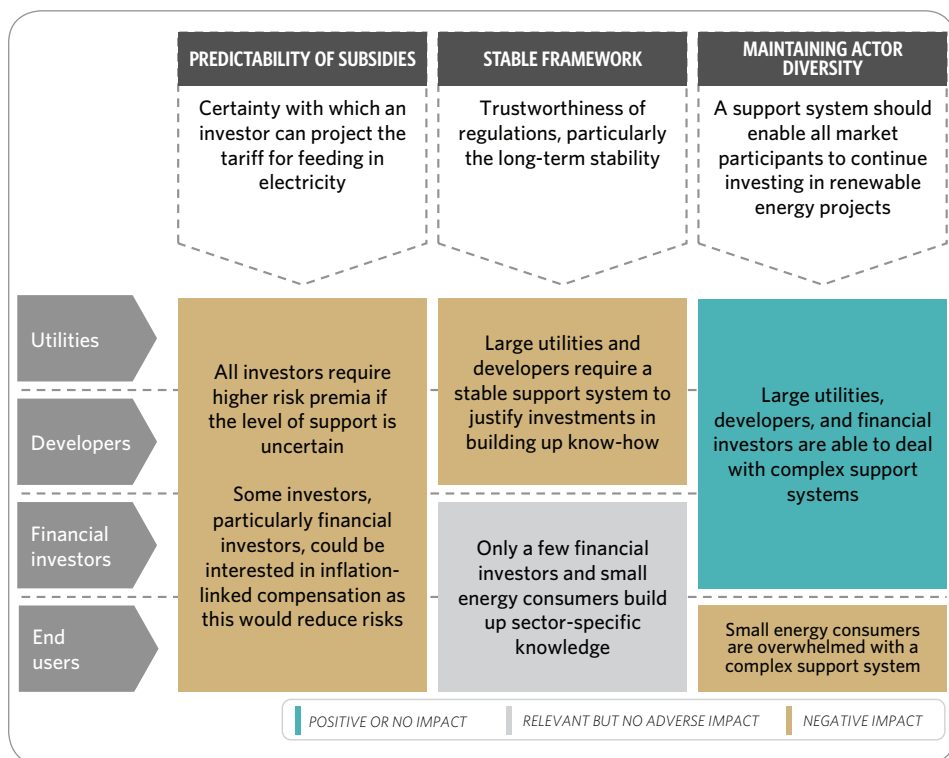 PREDICTABILITY OF SUBSIDIES
Certainty with which an
investor can project the
tariff for feeding in
electricity
STABLE FRAMEWORK
Trustworthiness of
regulations, particularly
the long-term stability
MAINTAINING ACTOR
DIVERSITY
A support system should
enable all market
participants to continue
investing in renewable
energy projects
Utilities
Developers
Financial
investors
End
users
All investors require
higher risk premia if
the level of support is
uncertain
Some investors,
particularly financial
investors, could be
interested in inflation-
linked compensation as
this would reduce risks
Large utilities and
developers require a
stable support system to
justify investments in
building up know-how
Only a few financial
investors and small
energy consumers build
up sector-specific
knowledge
Large utilities,
developers, and financial
investors are able to deal
with complex support
systems
Small energy consumers
are overwhelmed with a
complex support system
POSITIVE OR NO IMPACT
RELEVANT BUT NO ADVERSE IMPACT
NEGATIVE IMPACT